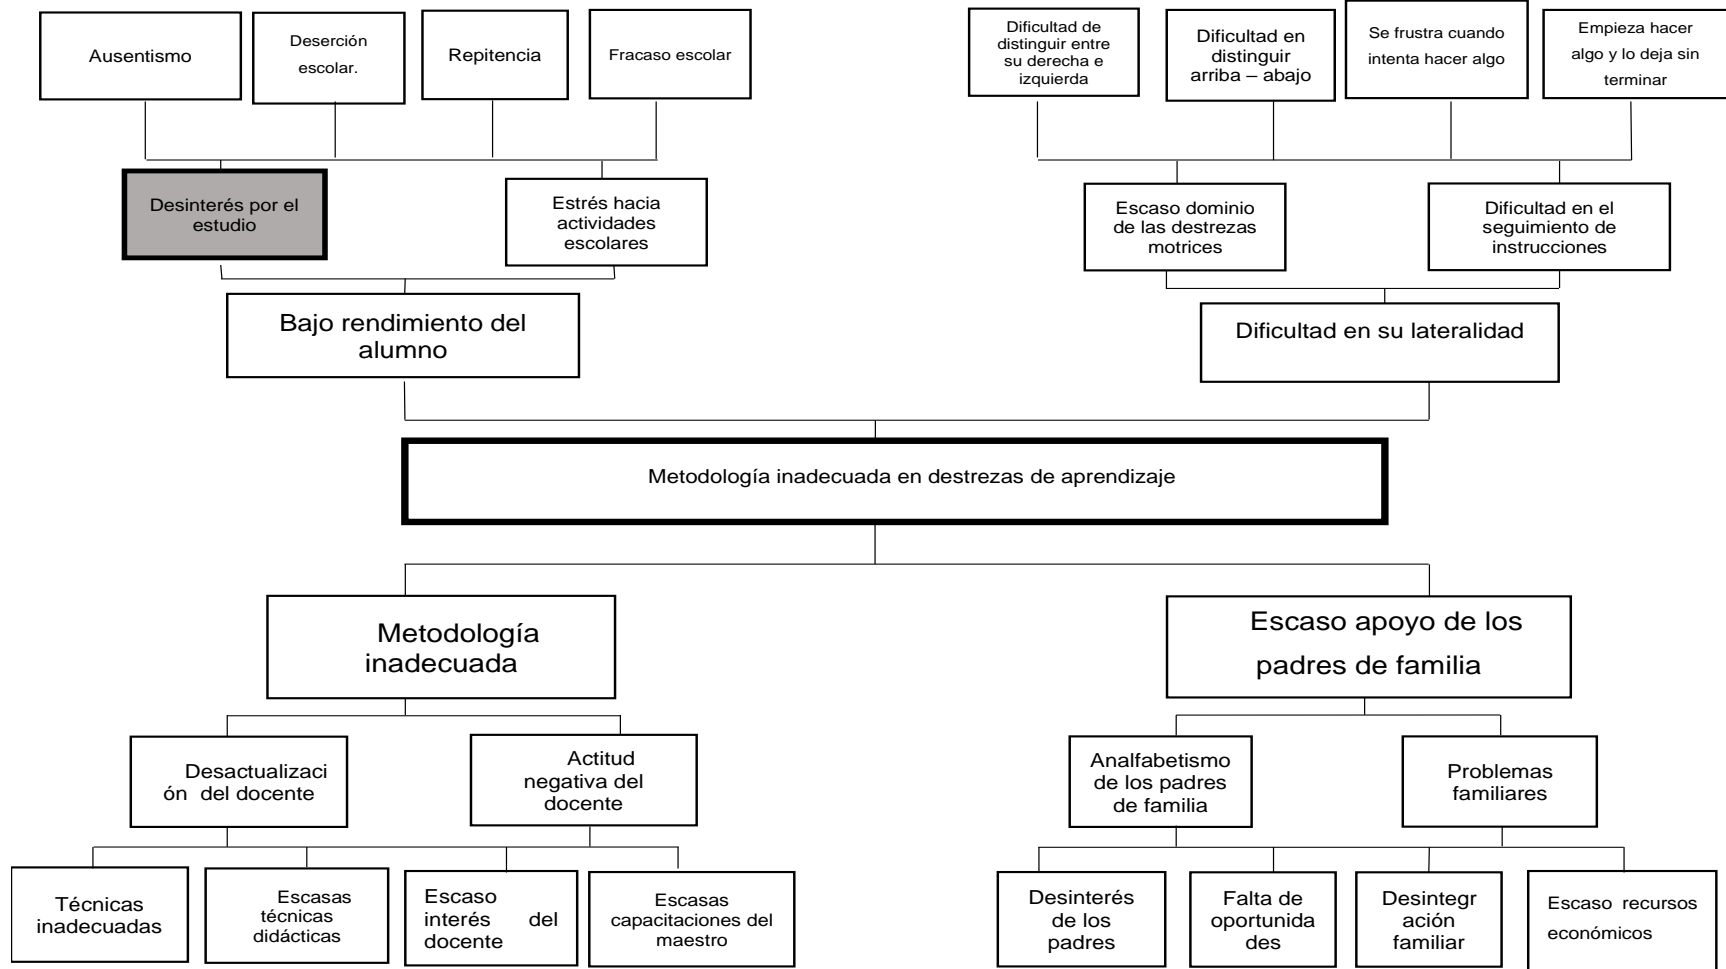 Ausentismo
Deserción
escolar.
Repitencia
Fracaso escolar
Dificultad de
distinguir entre
su derecha e
izquierda
Dificultad en
distinguir
arriba – abajo
Se frustra cuando
intenta hacer algo
Empieza hacer
algo y lo deja sin
terminar
Desinterés por el
estudio
Estrés hacia
actividades
escolares
Escaso dominio
de las destrezas
motrices
Dificultad en el
seguimiento de
instrucciones
Bajo rendimiento del
alumno
Dificultad en su lateralidad
Metodología inadecuada en destrezas de aprendizaje
Metodología
inadecuada
Escaso apoyo de los
padres de familia
Desactualizaci
ón del docente
Actitud
negativa del
docente
Analfabetismo
de los padres
de familia
Problemas
familiares
Técnicas
inadecuadas
Escasas
técnicas
didácticas
Escaso
interés del
docente
Escasas
capacitaciones del
maestro
Desinterés
de los
padres
Falta de
oportunida
des
Desintegr
ación
familiar
Escaso recursos
económicos